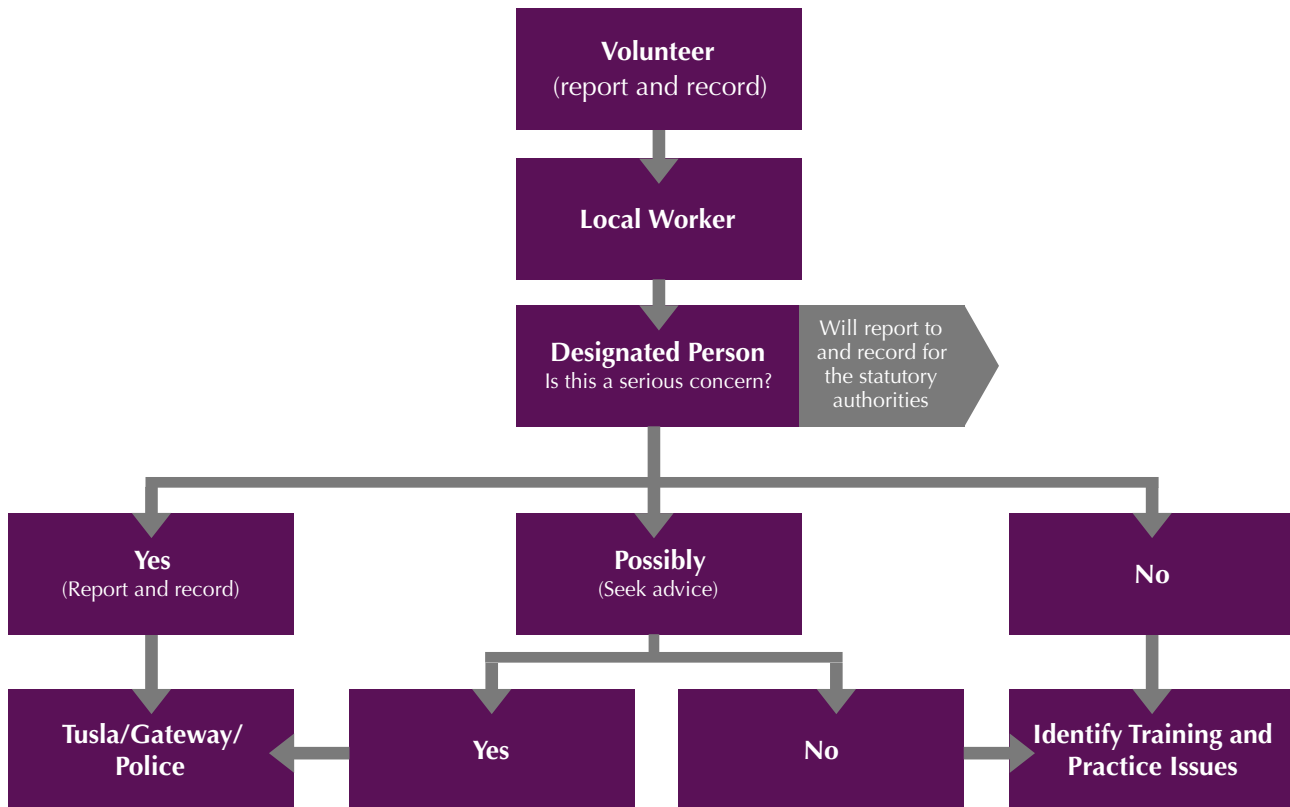 Volunteer
(report and record)
Local Worker
Designated Person
Is this a serious concern?
Will report to
and record for
the statutory
authorities
Yes
(Report and record)
Possibly
(Seek advice)
No
Tusla/Gateway/
Police
Yes
No
Identify Training and
Practice Issues